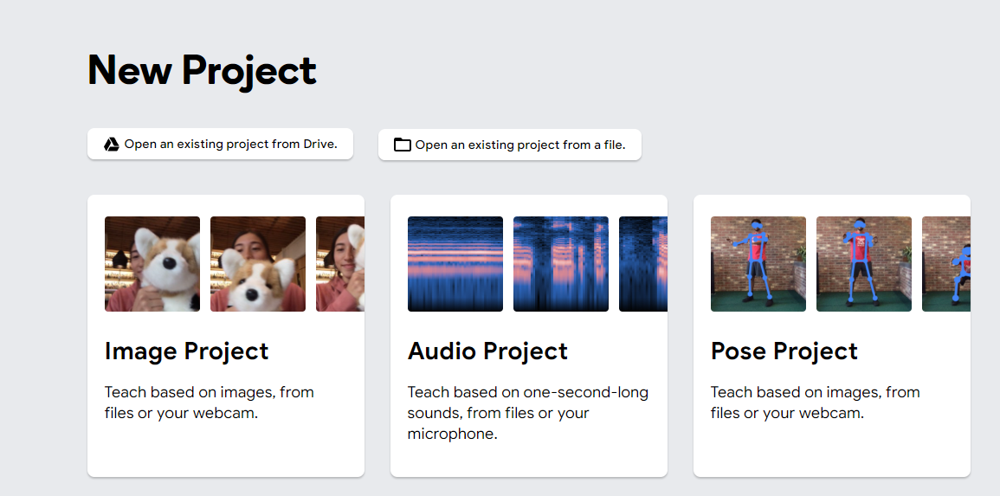 New Project
Open an existing project from Drive.
Open an existing project from a file.
Image Project
Teach based on images, from
files or your webcam.
Audio Project
Teach based on one-second-long
sounds, from files or your
microphone.
Pose Project
Teach based on images, from
files or your webcam.